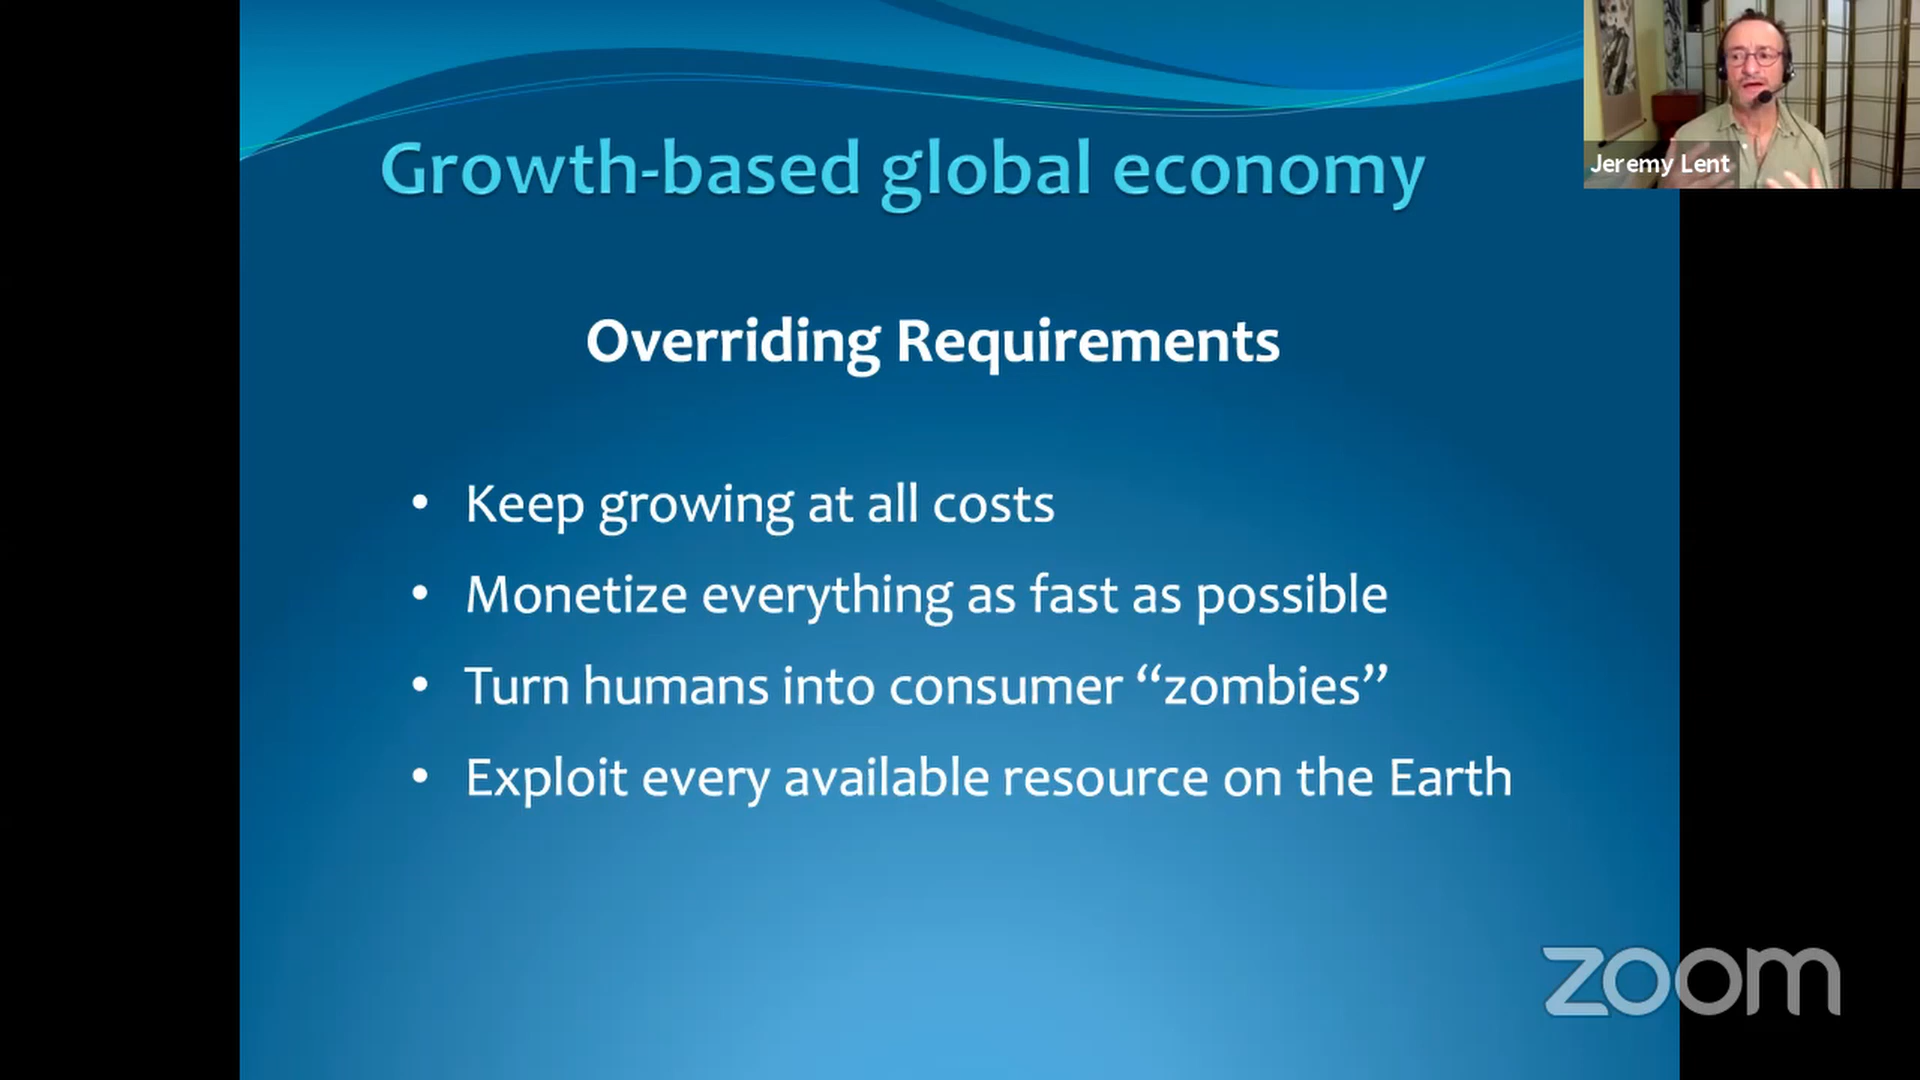 Growth-based global economy
Jeremy Lent
Overriding Requirements
• Keep growing at all costs
• Monetize everything as fast as possible
• Turn humans into consumer “zombies”
• Exploit every available resource on the Earth
zoom